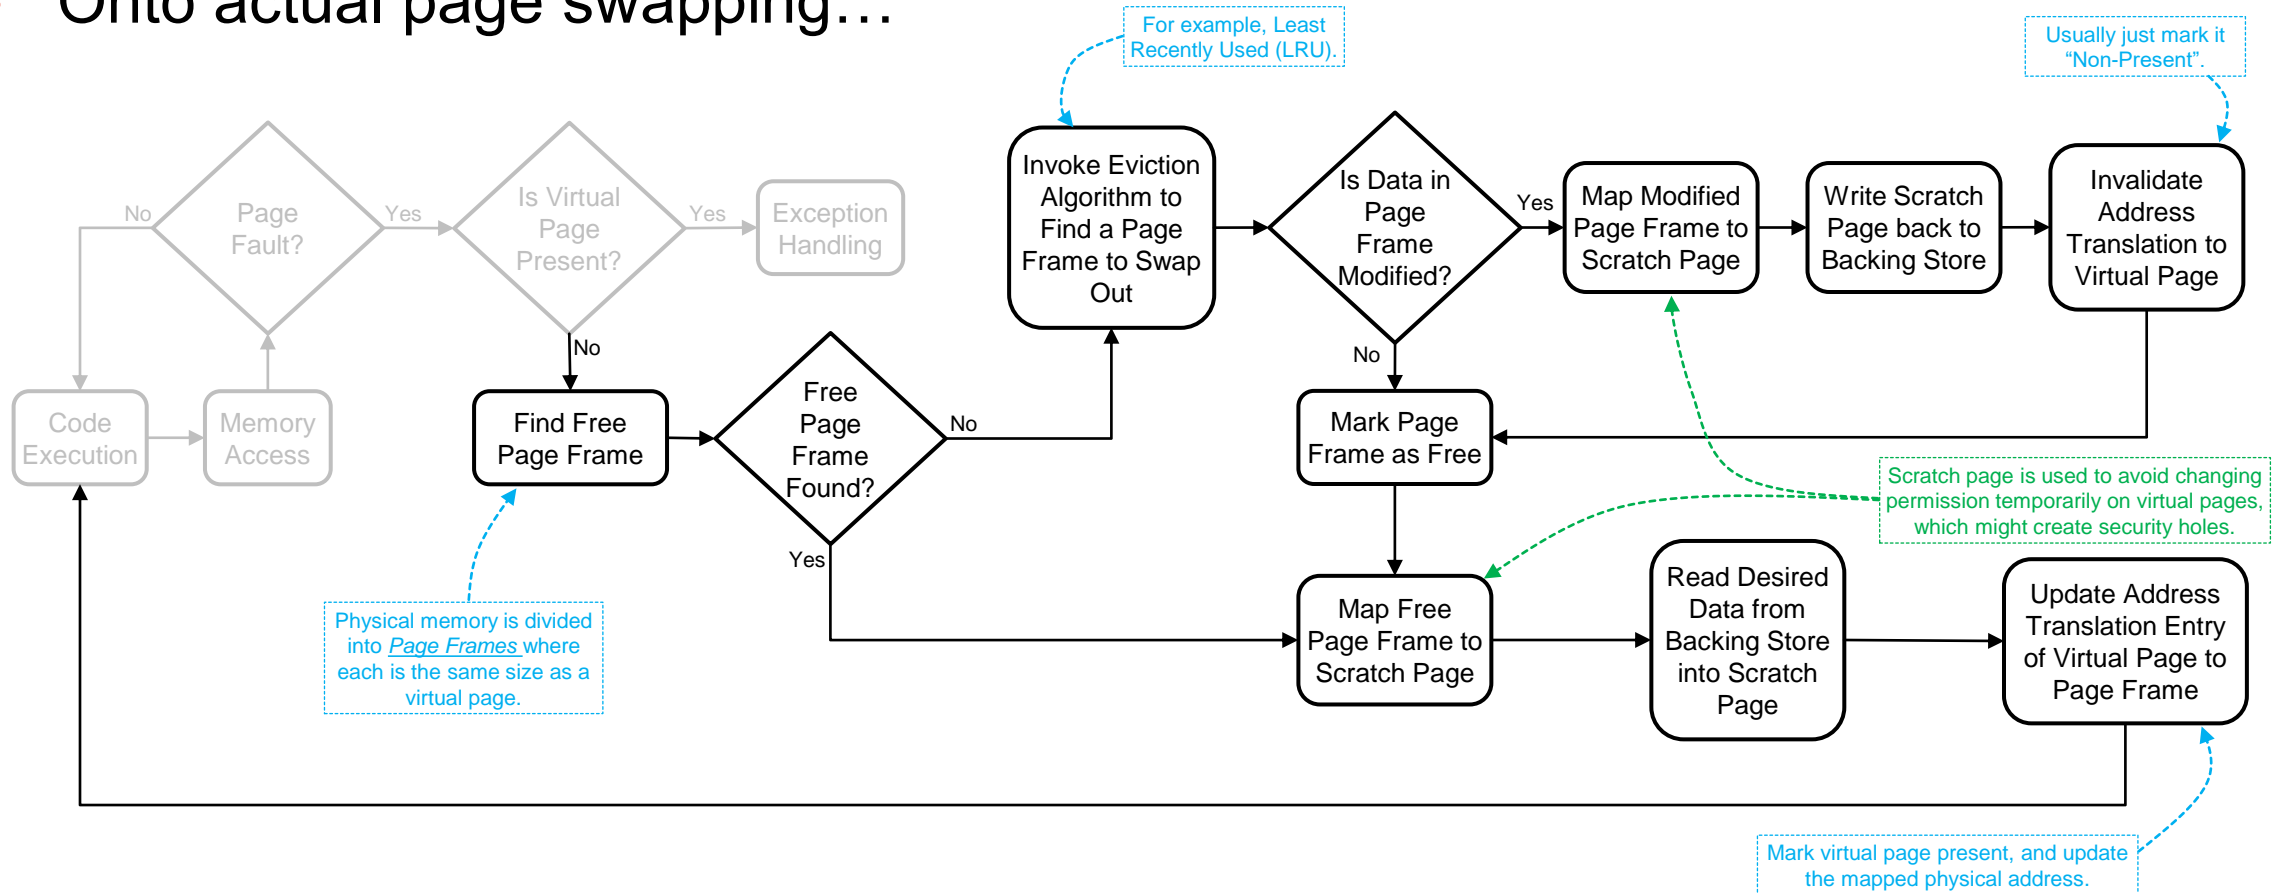 Onto actual page swapping…
For example, Least
Recently Used (LRU).
Usually just mark it
“Non-Present”.
No
Page
Fault?
Yes
Is Virtual
Page
Present?
Yes
Exception
Handling
Invoke Eviction
Algorithm to
Find a Page
Frame to Swap
Out
Is Data in
Page
Frame
Modified?
Yes
Map Modified
Page Frame to
Scratch Page
Write Scratch
Page back to
Backing Store
Invalidate
Address
Translation to
Virtual Page
No
No
Code
Execution
Memory
Access
Find Free
Page Frame
Free
Page
Frame
Found?
No
Yes
Mark Page
Frame as Free
Scratch page is used to avoid changing
permission temporarily on virtual pages,
which might create security holes.
Physical memory is divided
into Page Frames where
each is the same size as a
virtual page.
Map Free
Page Frame to
Scratch Page
Read Desired
Data from
Backing Store
into Scratch
Page
Update Address
Translation Entry
of Virtual Page to
Page Frame
Mark virtual page present, and update
the mapped physical address.